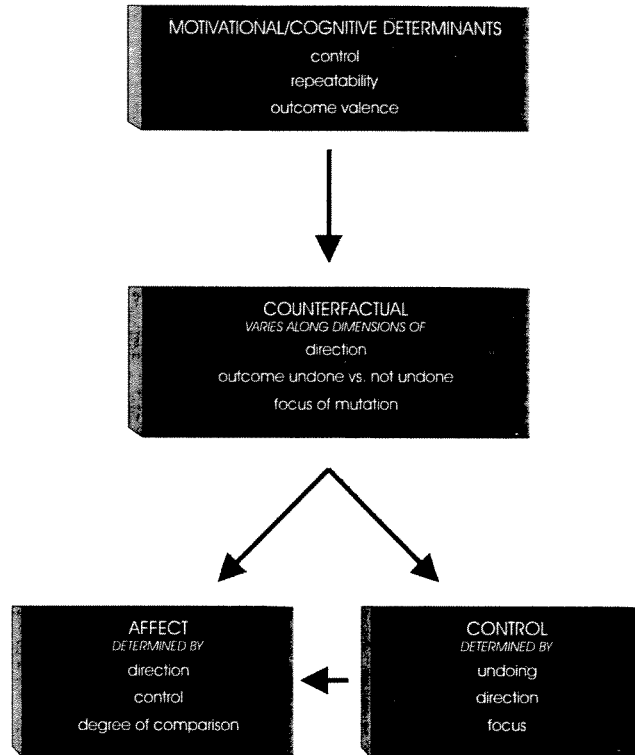 MOTIVATIONAL/COGNITIVE DETERMINANTS
control
repeatability
outcome valence
COUNTERFACTUAL
VARIES ALONG DIMENSIONS OF
direction
outcome undone vs. not undone
focus of mutation
AFFECT
DETERMINED BY
direction
control
degree of comparison
CONTROL
DETERMINED BY
undoing
direction
focus